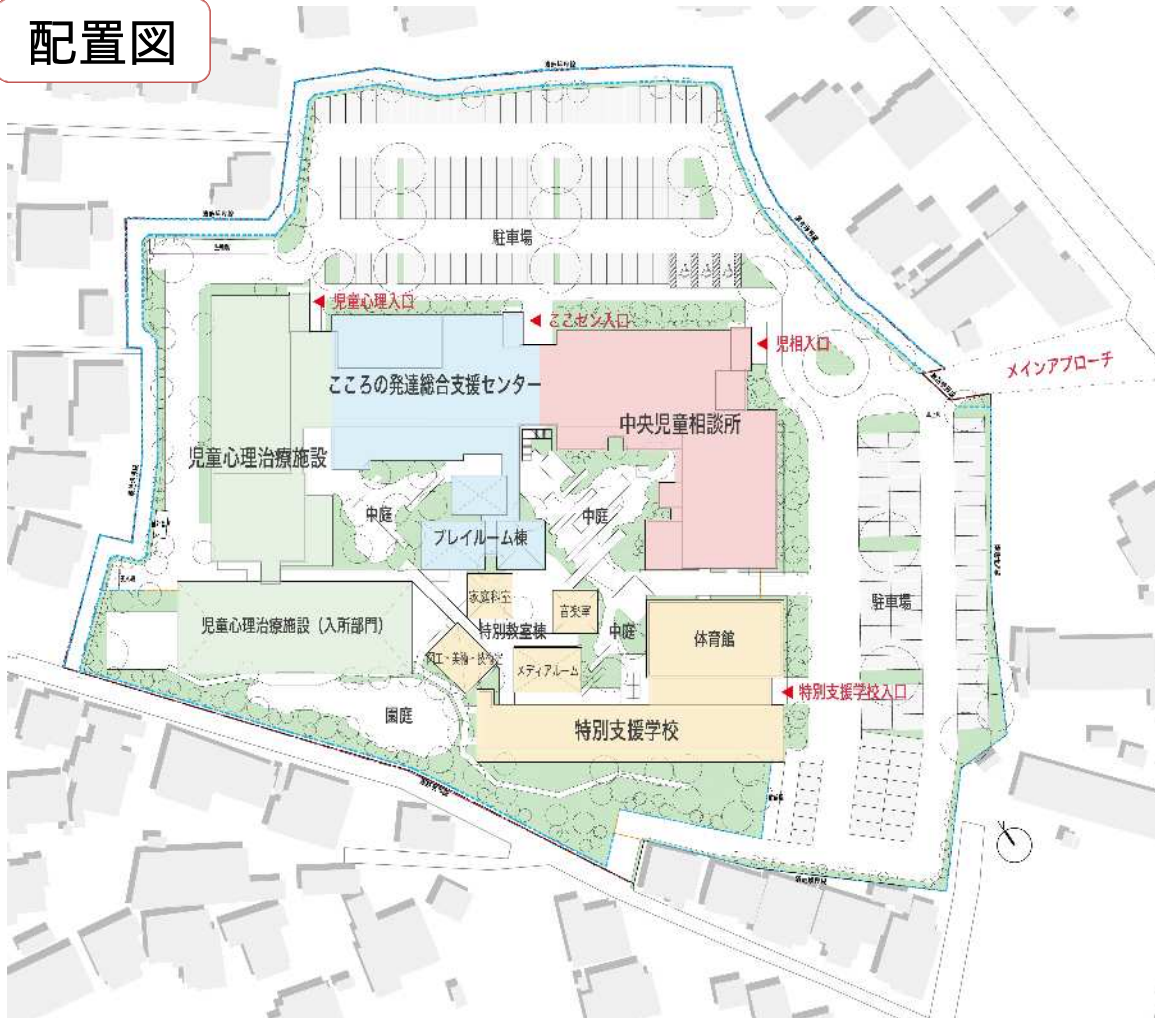 配置図
駐車場
児童心理入口
ここセン入口
児相入口
メインアプローチ
こころの発達総合支援センター
中央児童相談所
児童心理治療施設
中庭
中庭
プレイルーム棟
家庭科室
音楽室
駐車場
児童心理治療施設（入所部門）
特別教室棟
中庭
体育館
メディアルーム
特別支援学校入口
園庭
特別支援学校